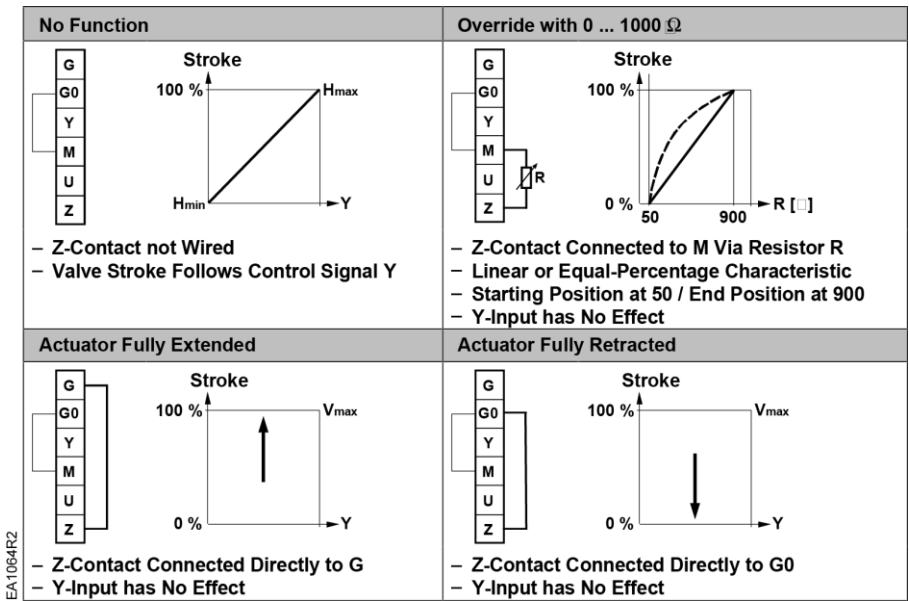 No Function
G
G0
Y
M
U
Z
Stroke
100 %
Hmax
Hmin
Y
– Z-Contact not Wired
– Valve Stroke Follows Control Signal Y
Override with 0 ... 1000 Ω
G
G0
Y
M
U
Z
R
Stroke
100 %
0 %
50
900
R [□]
– Z-Contact Connected to M Via Resistor R
– Linear or Equal-Percentage Characteristic
– Starting Position at 50 / End Position at 900
– Y-Input has No Effect
Actuator Fully Extended
G
G0
Y
M
U
Z
Stroke
100 %
Vmax
0 %
Y
– Z-Contact Connected Directly to G
– Y-Input has No Effect
Actuator Fully Retracted
G
G0
Y
M
U
Z
Stroke
100 %
Vmax
0 %
Y
– Z-Contact Connected Directly to G0
– Y-Input has No Effect
EA1064R2